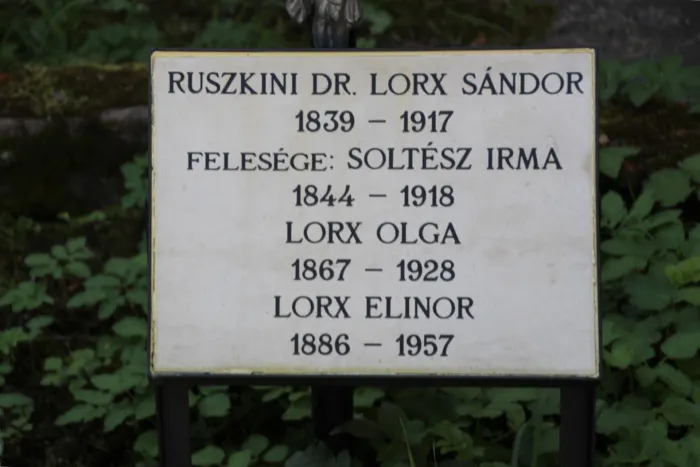 RUSZKINI DR. LORX SÁNDOR
1839 – 1917
FELESÉGE: SOLTÉSZ IRMA
1844 – 1918
LORX OLGA
1867 – 1928
LORX ELINOR
1886 – 1957